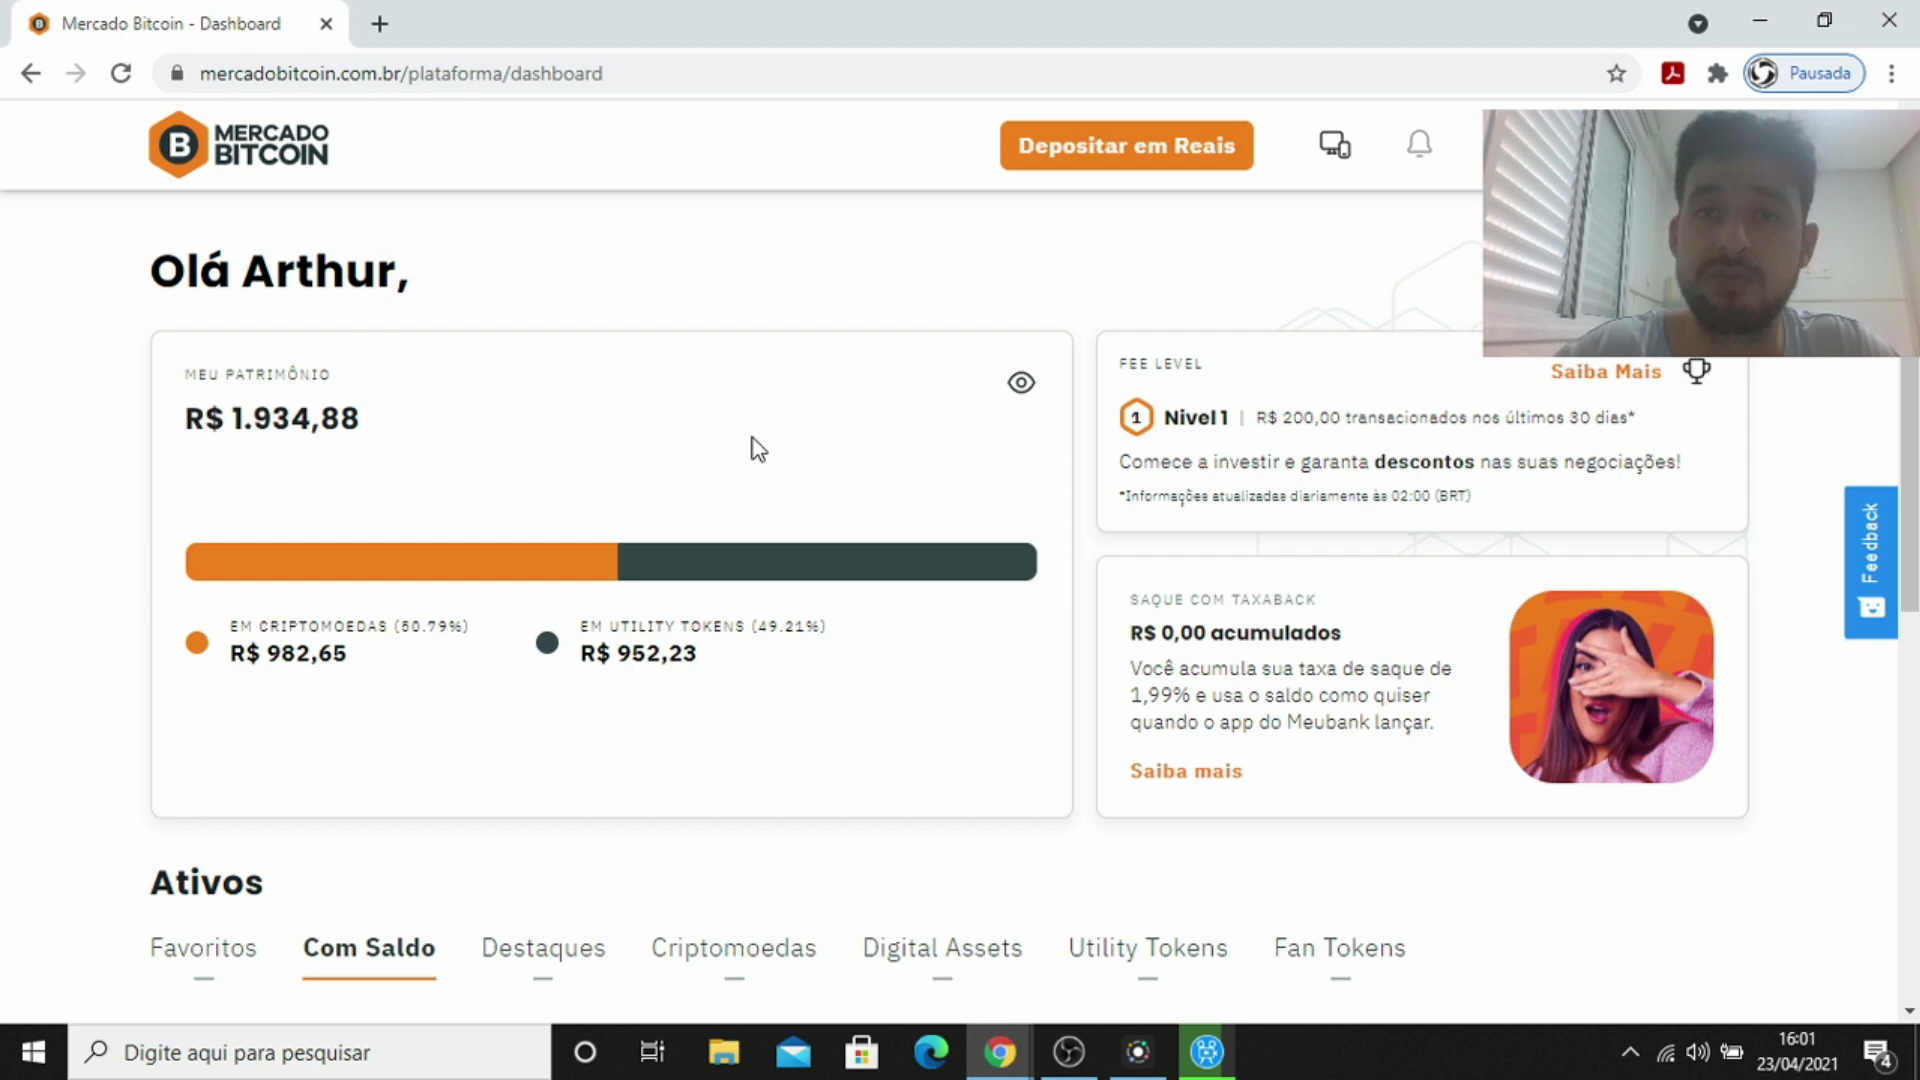 Mercado Bitcoin - Dashboard
mercadobitcoin.com.br/plataforma/dashboard
Pausada
MERCADO
BITCOIN
Depositar em Reais
Olá Arthur,
MEU PATRIMÔNIO
R$ 1.934,88
EM CRIPTOMOEDAS (50.79%)
R$ 982,65
EM UTILITY TOKENS (49.21%)
R$ 952,23
FEE LEVEL
Saiba Mais
1 Nivel 1 | R$ 200,00 transacionados nos últimos 30 dias*
Comece a investir e garanta descontos nas suas negociações!
*Informações atualizadas diariamente às 02:00 (BRT)
SAQUE COM TAXABACK
R$ 0,00 acumulados
Você acumula sua taxa de saque de
1,99% e usa o saldo como quiser
quando o app do Meubank lançar.
Saiba mais
Feedback
Ativos
Favoritos Com Saldo Destaques Criptomoedas Digital Assets Utility Tokens Fan Tokens
Digite aqui para pesquisar
16:01
23/04/2021
4